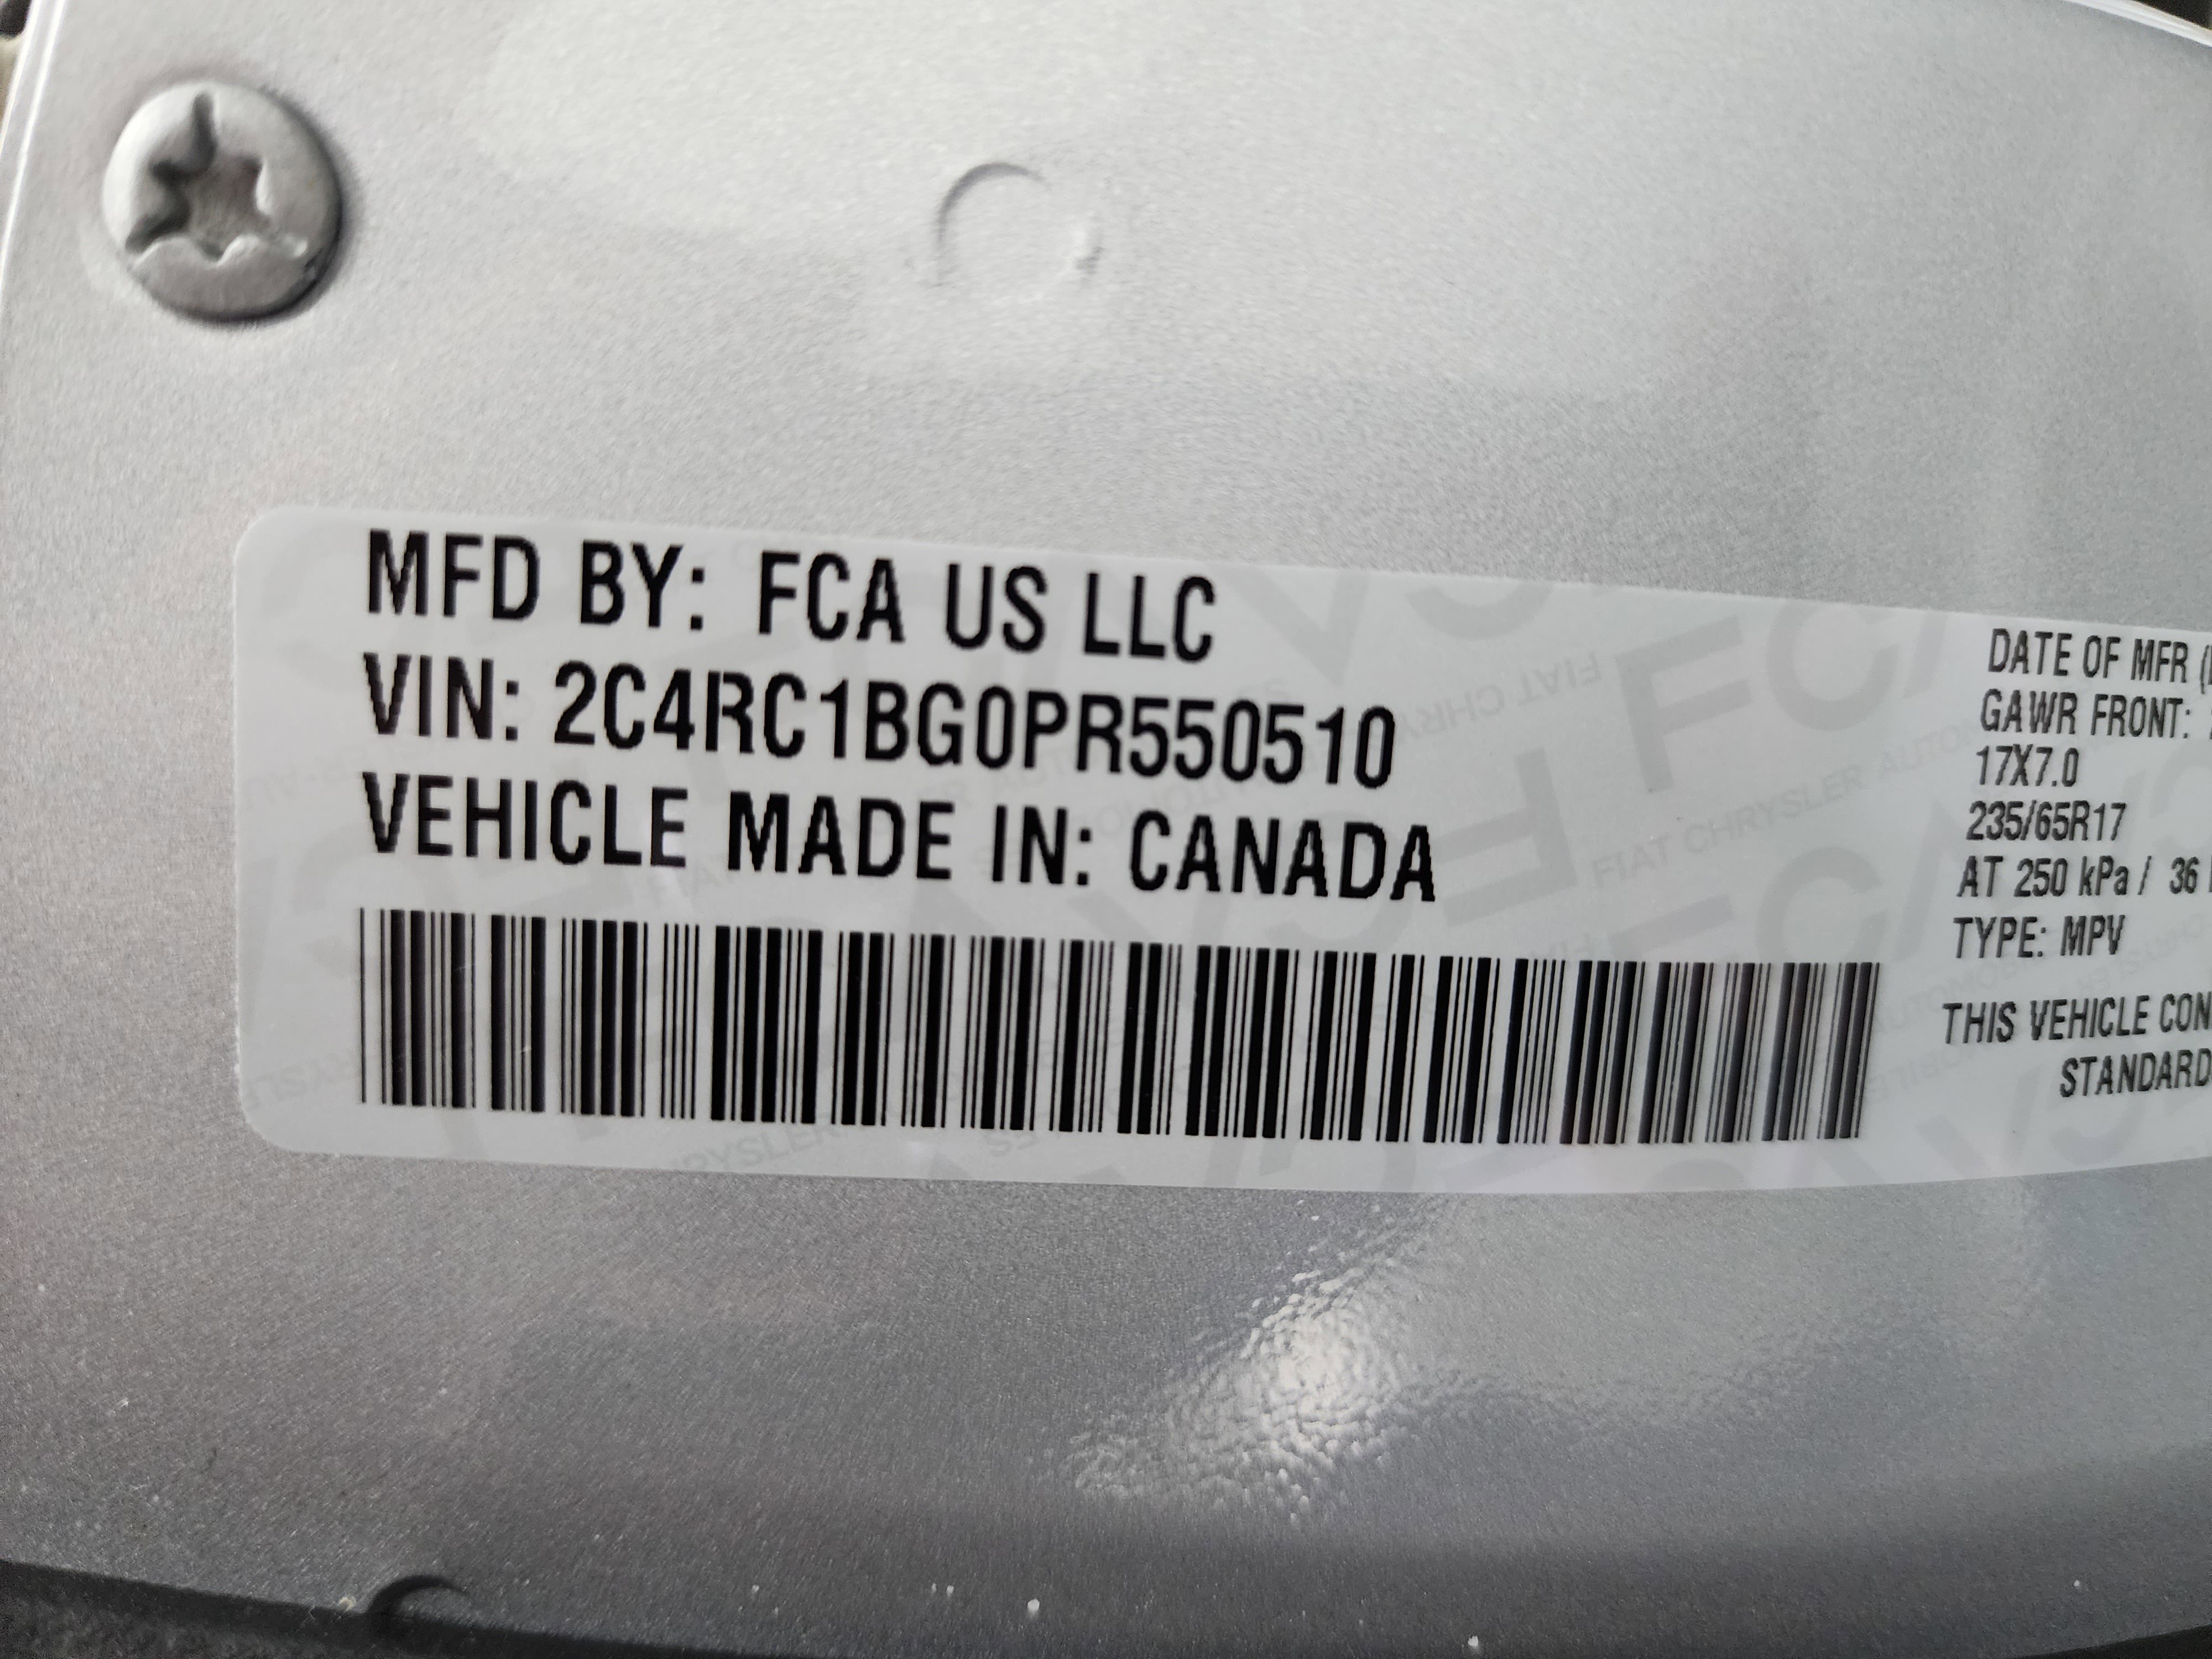 MFD BY: FCA US LLC
VIN: 2C4RC1BG0PR550510
VEHICLE MADE IN: CANADA
DATE OF MFR
GAWR FRONT:
17X7.0
235/65R17
AT 250 kPa / 36
TYPE: MPV
THIS VEHICLE CON
STANDARD